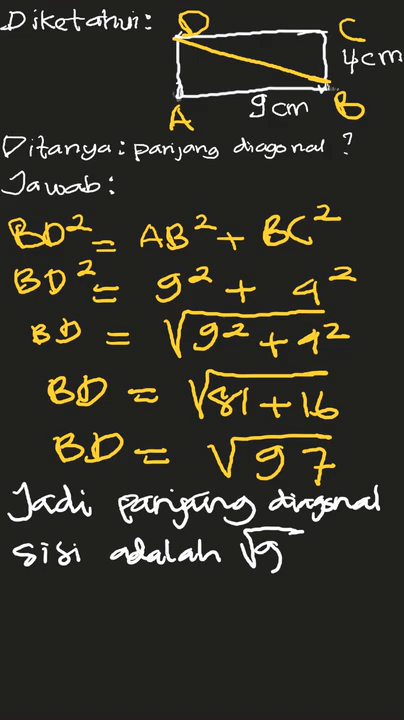 Diketahui: D C
4cm
A 9cm B
Ditanya: panjang diagonal ?
Jawab:
BD² = AB² + BC²
BD² = 9² + 4²
BD = √9² + 4²
BD = √81 + 16
BD = √97
Jadi panjang diagonal
sisi adalah √9